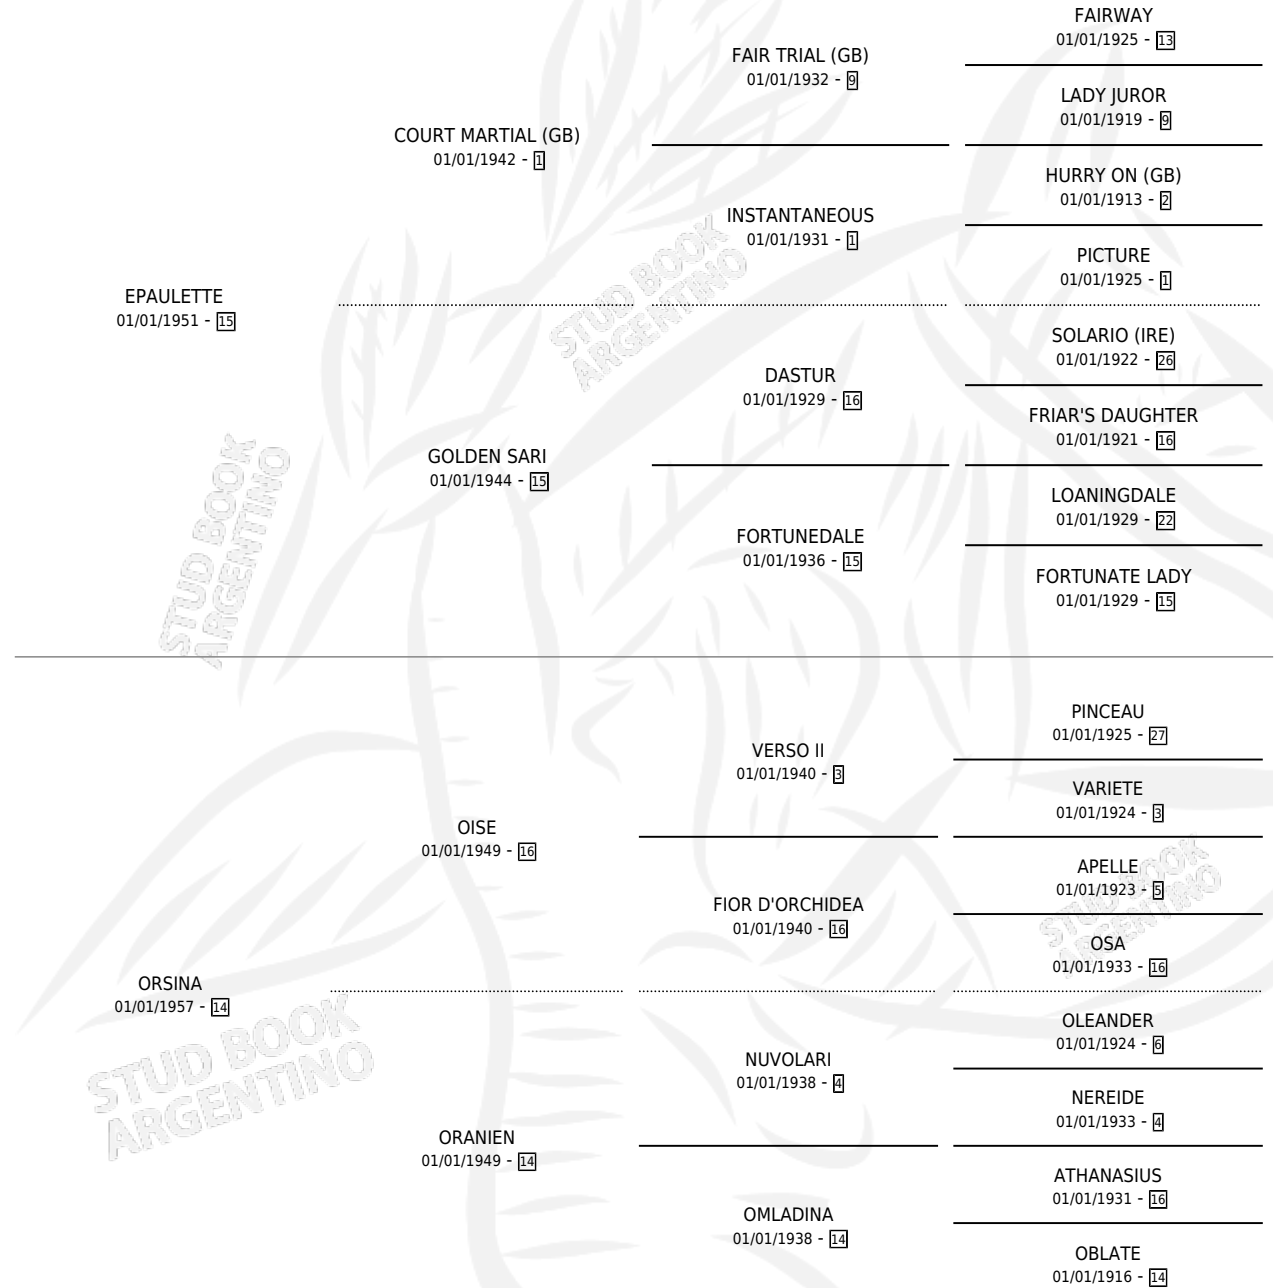 FAIRWAY
01/01/1925 - 13
FAIR TRIAL (GB)
01/01/1932 - 9
LADY JUROR
01/01/1919 - 9
COURT MARTIAL (GB)
01/01/1942 - 1
HURRY ON (GB)
01/01/1913 - 2
INSTANTANEOUS
01/01/1931 - 1
PICTURE
01/01/1925 - 1
EPAULETTE
01/01/1951 - 15
STUD BOOK
ARGENTINO
SOLARIO (IRE)
01/01/1922 - 26
DASTUR
01/01/1929 - 16
FRIAR'S DAUGHTER
01/01/1921 - 16
GOLDEN SARI
01/01/1944 - 15
LOANINGDALE
01/01/1929 - 22
FORTUNEDALE
01/01/1936 - 15
FORTUNATE LADY
01/01/1929 - 15
STUD BOOK
ARGENTINO
PINCEAU
01/01/1925 - 27
VERSO II
01/01/1940 - 3
VARIETE
01/01/1924 - 3
OISE
01/01/1949 - 16
APELLE
01/01/1923 - 5
FIOR D'ORCHIDEA
01/01/1940 - 16
OSA
01/01/1933 - 16
STUD BOOK
ARGENTINO
ORSINA
01/01/1957 - 14
OLEANDER
01/01/1924 - 6
NUVOLARI
01/01/1938 - 4
NEREIDE
01/01/1933 - 4
STUD BOOK
ARGENTINO
ORANIEN
01/01/1949 - 14
ATHANASIUS
01/01/1931 - 16
OMLADINA
01/01/1938 - 14
OBLATE
01/01/1916 - 14